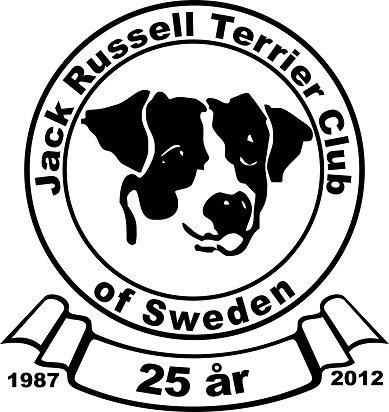 Jack Russell Terrier Club
of Sweden
1987 25 år 2012